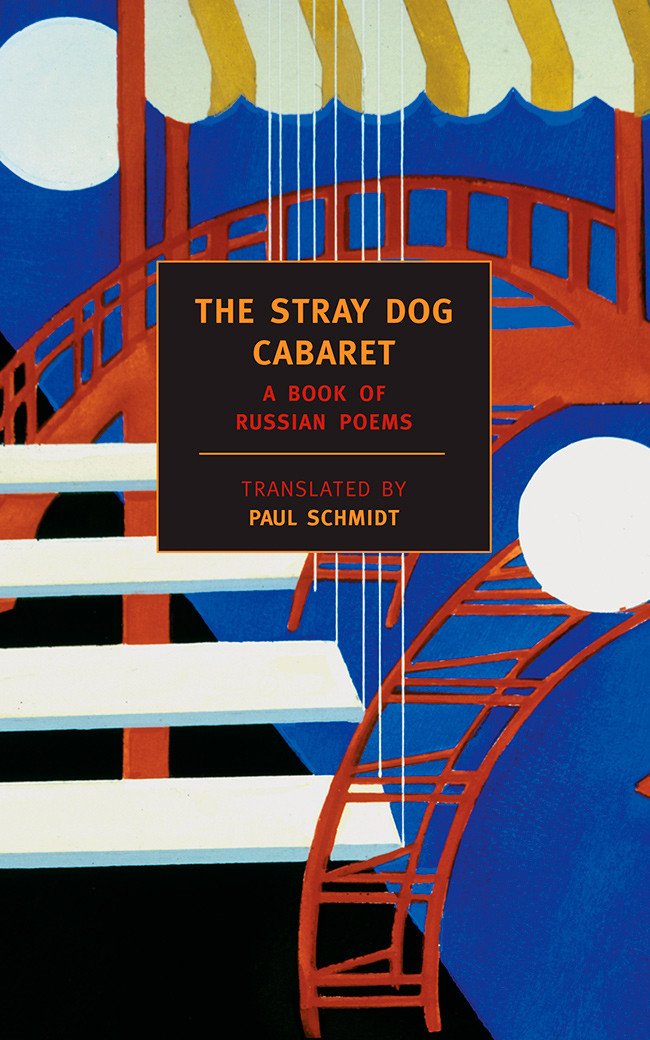 THE STRAY DOG
CABARET
A BOOK OF
RUSSIAN POEMS
TRANSLATED BY
PAUL SCHMIDT